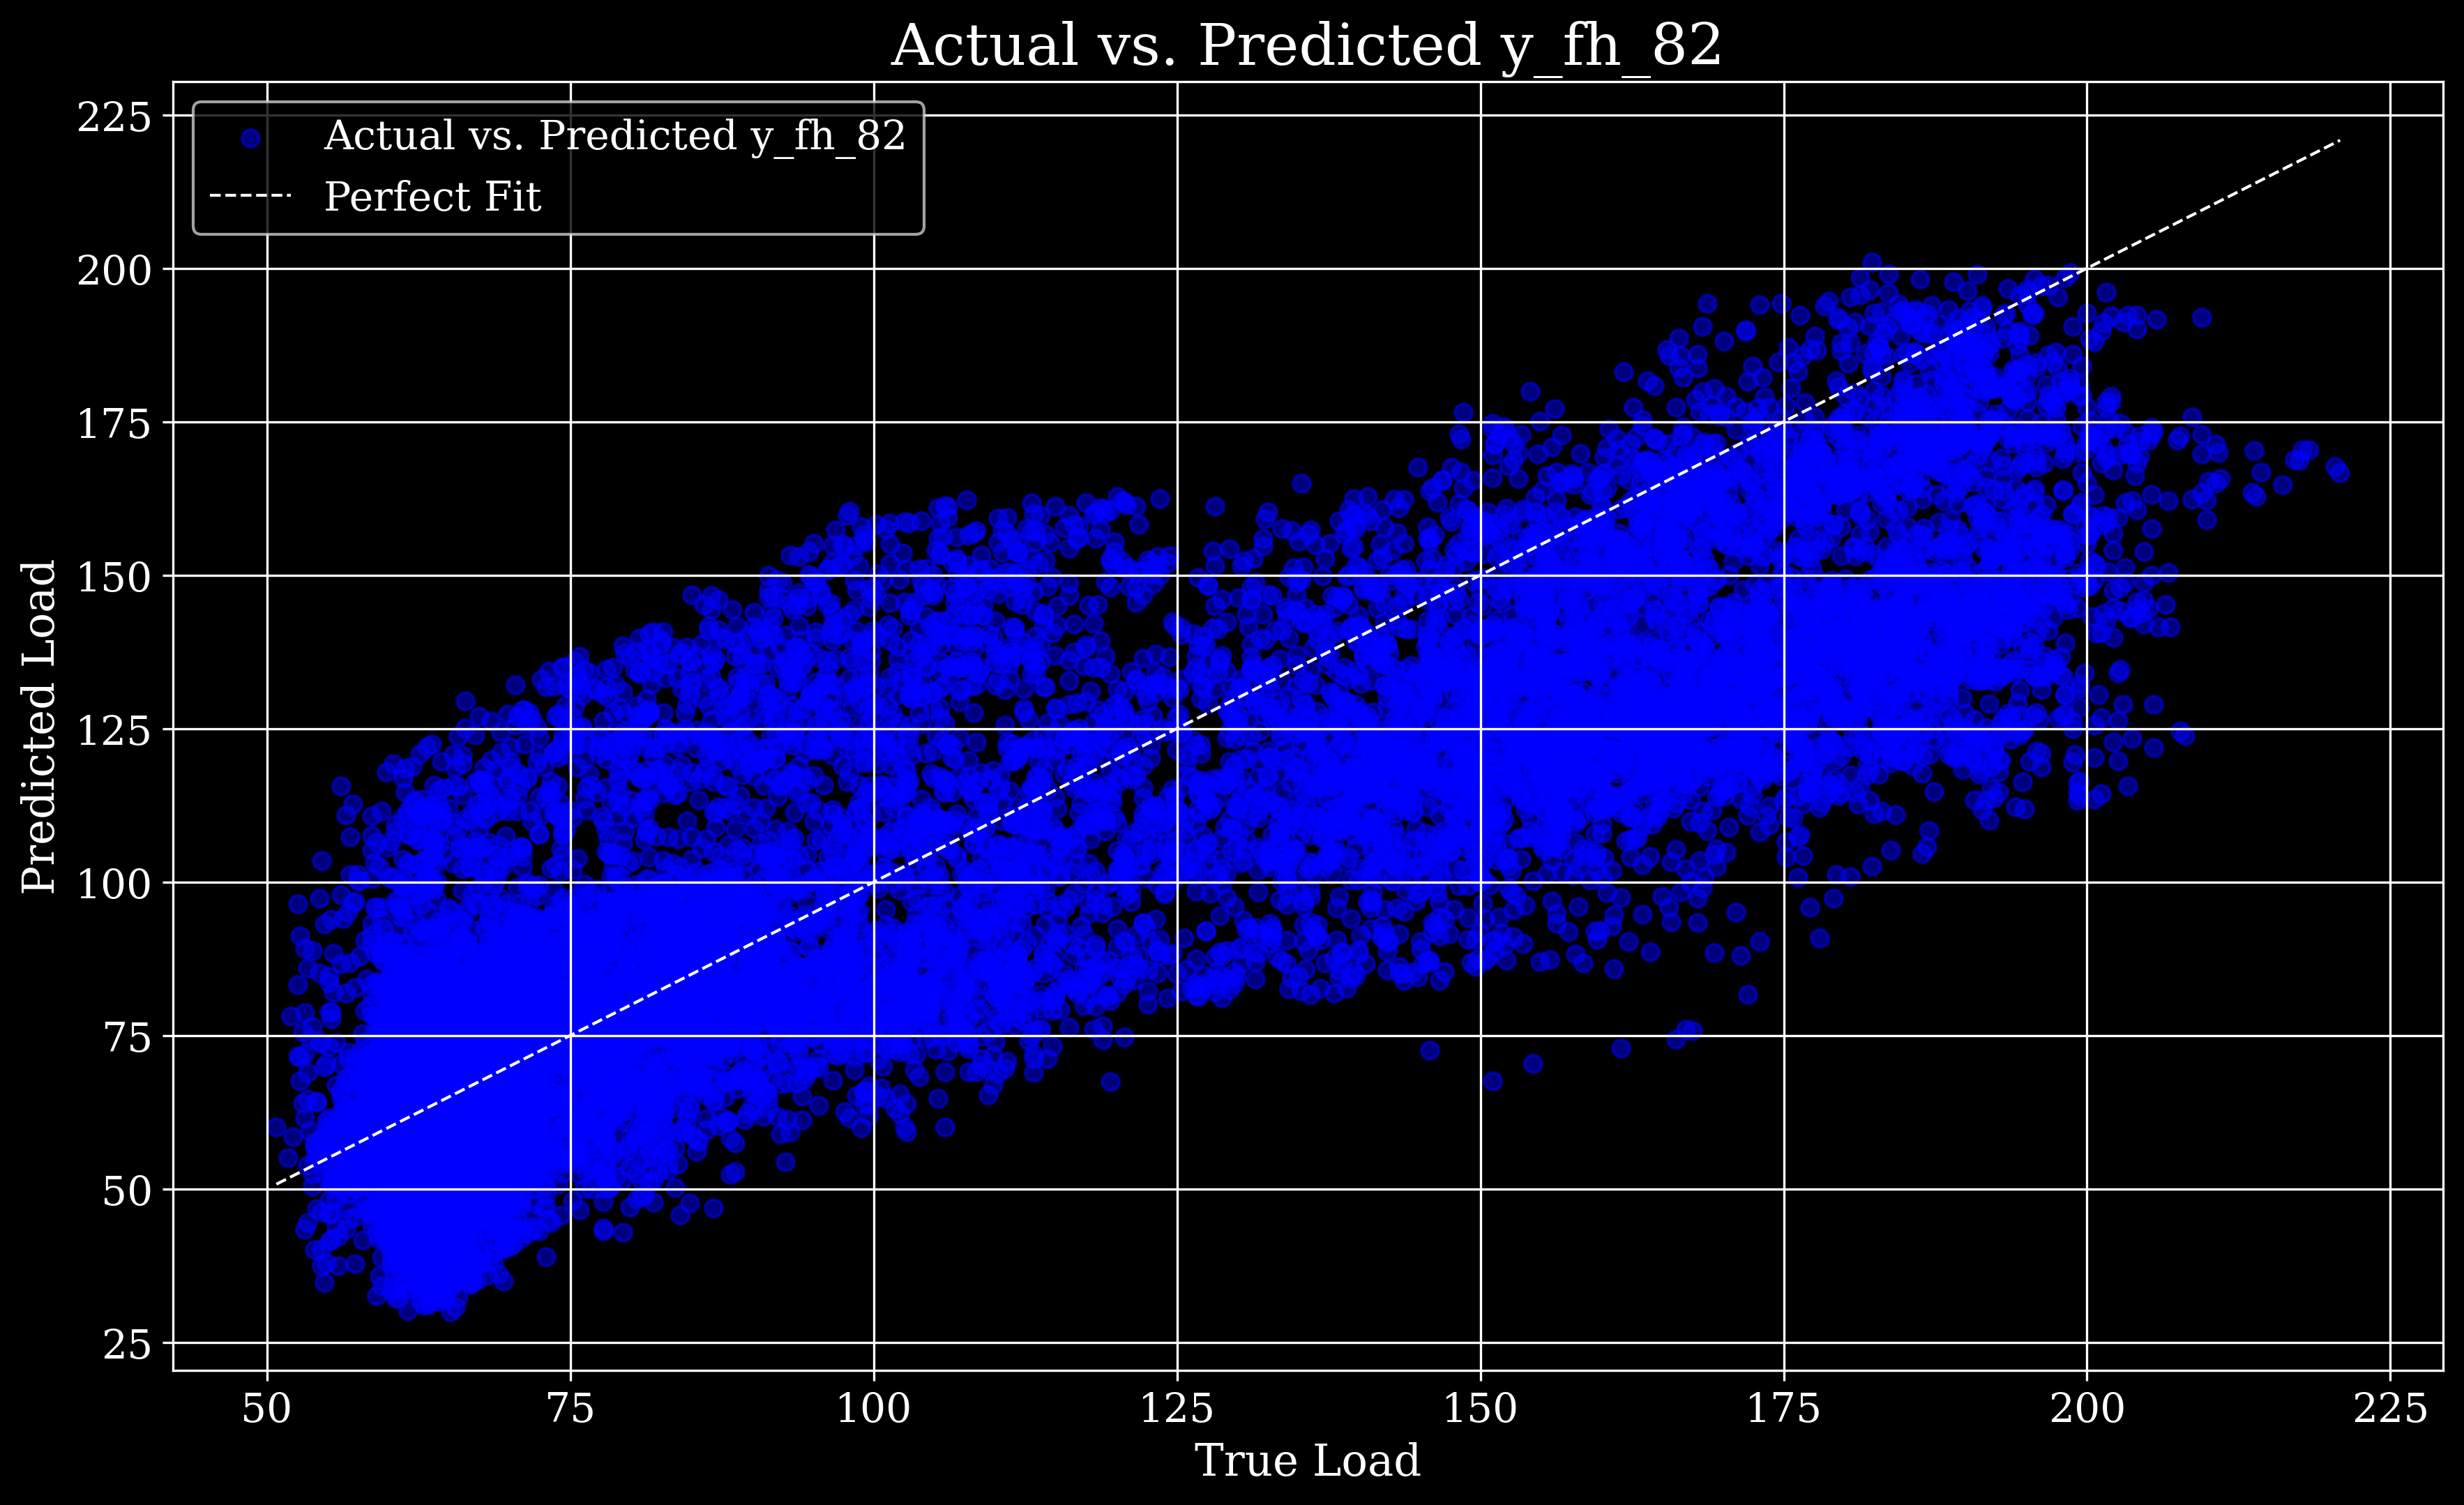 Actual vs. Predicted y_fh_82
Actual vs. Predicted y_fh_82
Perfect Fit
Predicted Load
225
200
175
150
125
100
75
50
25
50 75 100 125 150 175 200 225
True Load